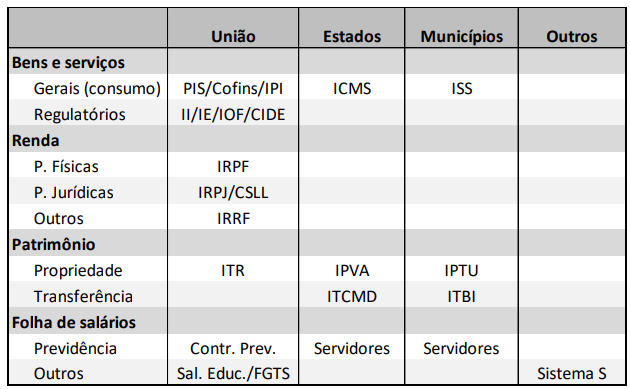 União Estados Municípios Outros
Bens e serviços
Gerais (consumo) PIS/Cofins/IPI ICMS ISS
Regulatórios II/IE/IOF/CIDE
Renda
P. Físicas IRPF
P. Jurídicas IRPJ/CSLL
Outros IRRF
Patrimônio
Propriedade ITR IPVA IPTU
Transferência ITCMD ITBI
Folha de salários
Previdência Contr. Prev. Servidores Servidores
Outros Sal. Educ./FGTS Sistema S